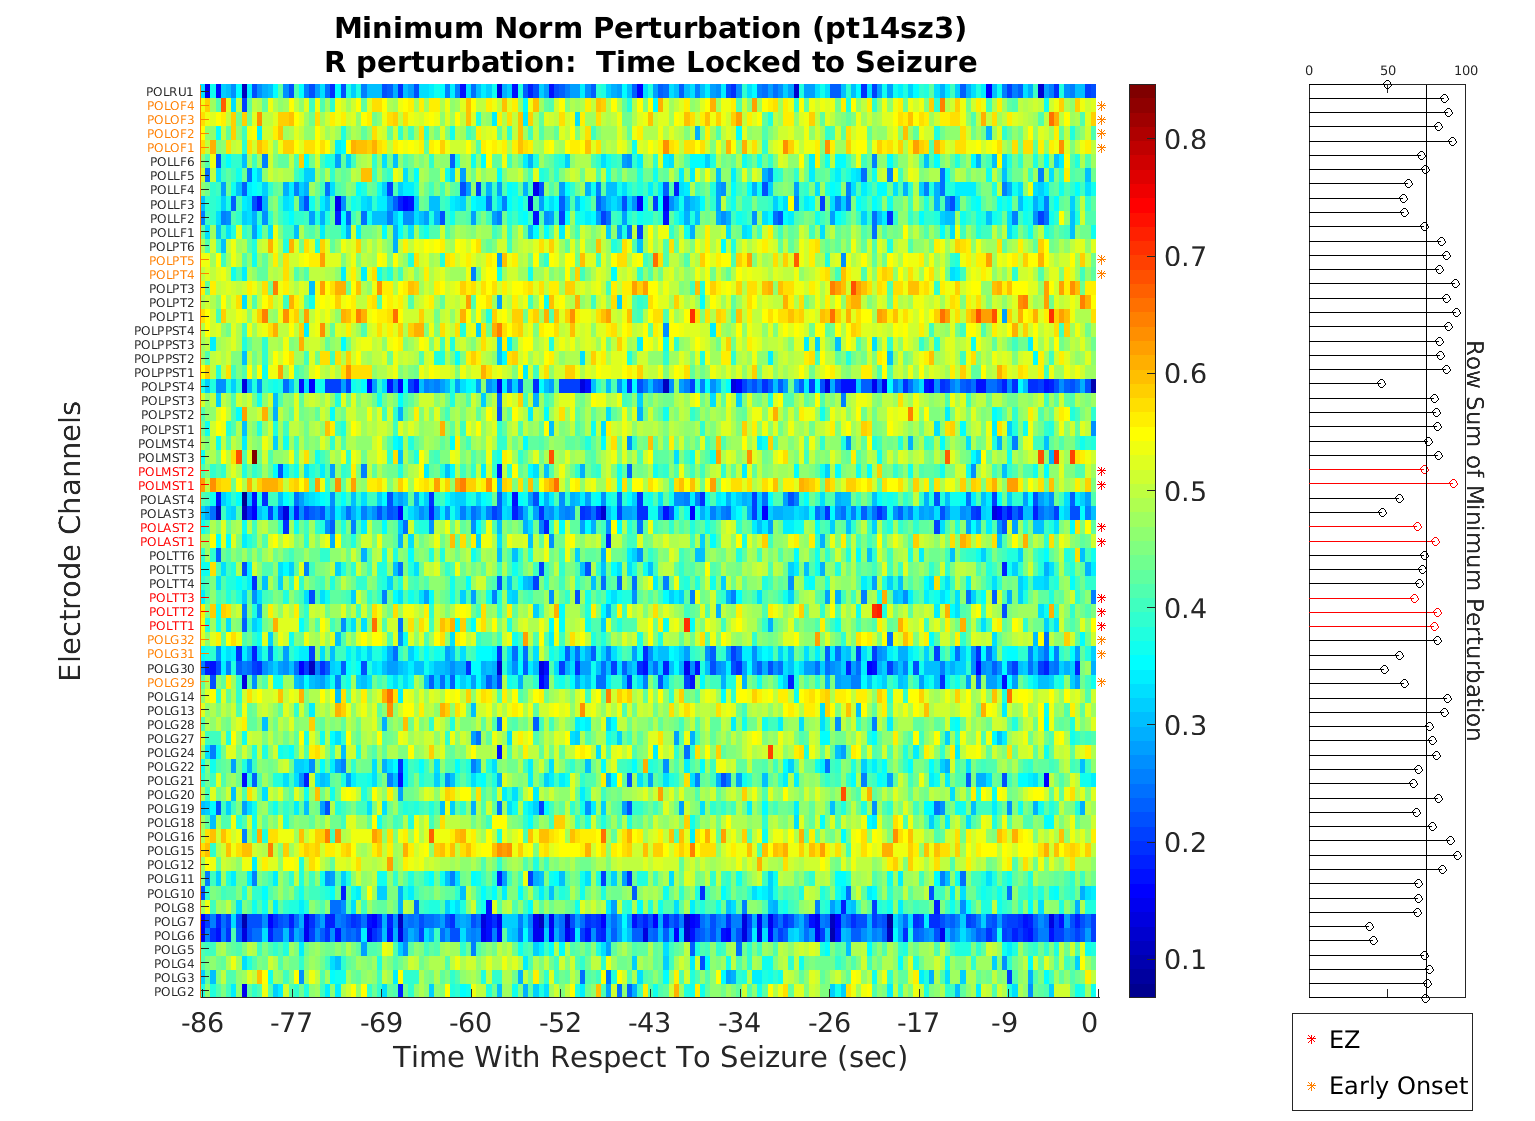 Minimum Norm Perturbation (pt14sz3)
R perturbation:  Time Locked to Seizure
Electrode Channels
POLRU1
POLOF4
POLOF3
POLOF2
POLOF1
POLLF6
POLLF5
POLLF4
POLLF3
POLLF2
POLLF1
POLPT6
POLPT5
POLPT4
POLPT3
POLPT2
POLPT1
POLPPST4
POLPPST3
POLPPST2
POLPPST1
POLPST4
POLPST3
POLPST2
POLPST1
POLMST4
POLMST3
POLMST2
POLMST1
POLAST4
POLAST3
POLAST2
POLAST1
POLTT6
POLTT5
POLTT4
POLTT3
POLTT2
POLTT1
POLG32
POLG31
POLG30
POLG29
POLG14
POLG13
POLG28
POLG27
POLG24
POLG22
POLG21
POLG20
POLG19
POLG18
POLG16
POLG15
POLG12
POLG11
POLG10
POLG8
POLG7
POLG6
POLG5
POLG4
POLG3
POLG2
-86 -77 -69 -60 -52 -43 -34 -26 -17 -9 0
Time With Respect To Seizure (sec)
0.8
0.7
0.6
0.5
0.4
0.3
0.2
0.1
0 50 100
Row Sum of Minimum Perturbation
EZ
Early Onset